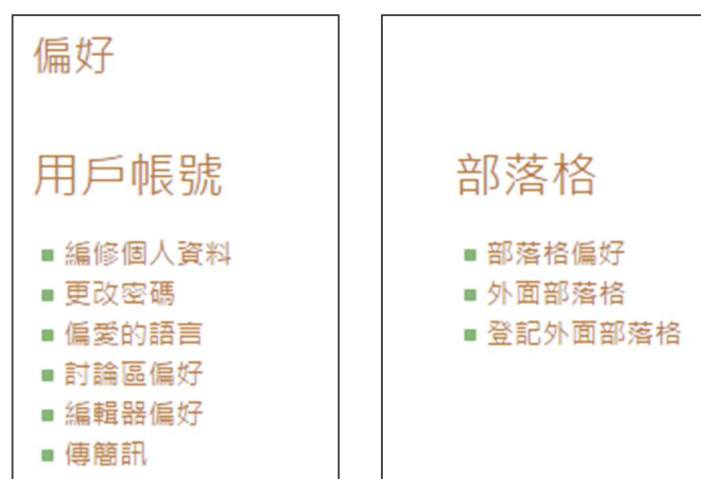 偏好
用戶帳號
編修個人資料
更改密碼
偏愛的語言
討論區偏好
編輯器偏好
傳簡訊
部落格
部落格偏好
外面部落格
登記外面部落格